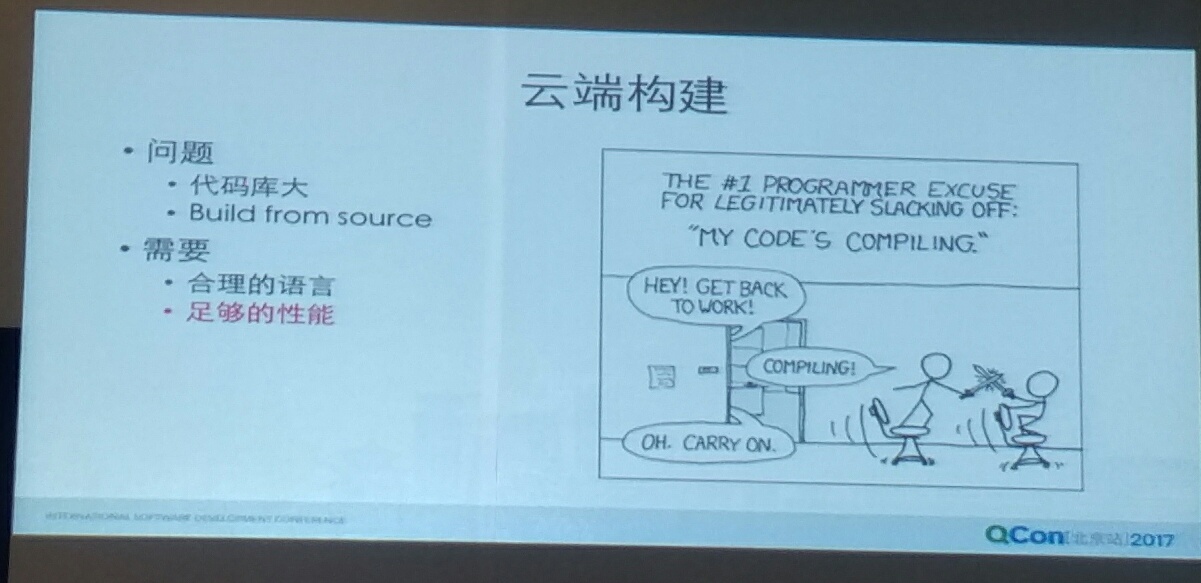 云端构建
• 问题
• 代码库大
• Build from source
• 需要
• 合理的语言
• 足够的性能
THE #1 PROGRAMMER EXCUSE
FOR LEGITIMATELY SLACKING OFF:
"MY CODE'S COMPILING."
HEY! GET BACK
TO WORK!
COMPILING!
OH. CARRY ON.
INTERNATIONAL SOFTWARE DEVELOPMENT CONFERENCE
QCon[北京站]2017